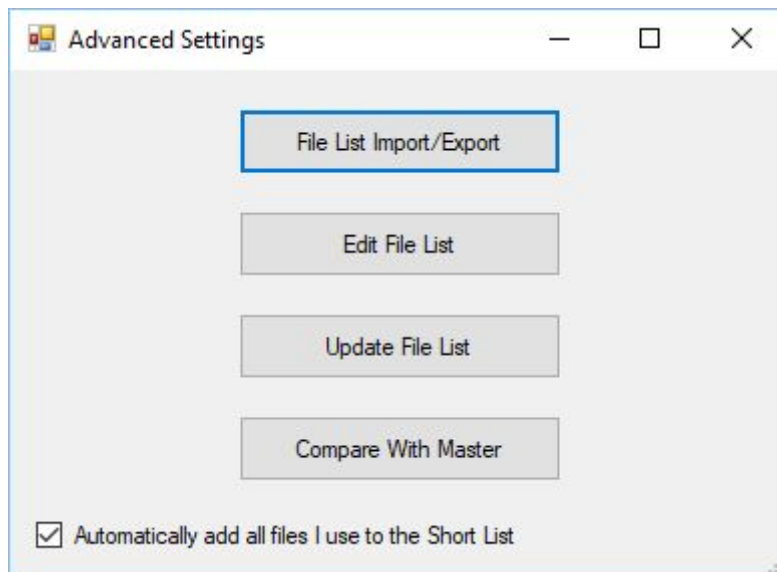 Advanced Settings
File List Import/Export
Edit File List
Update File List
Compare With Master
Automatically add all files I use to the Short List